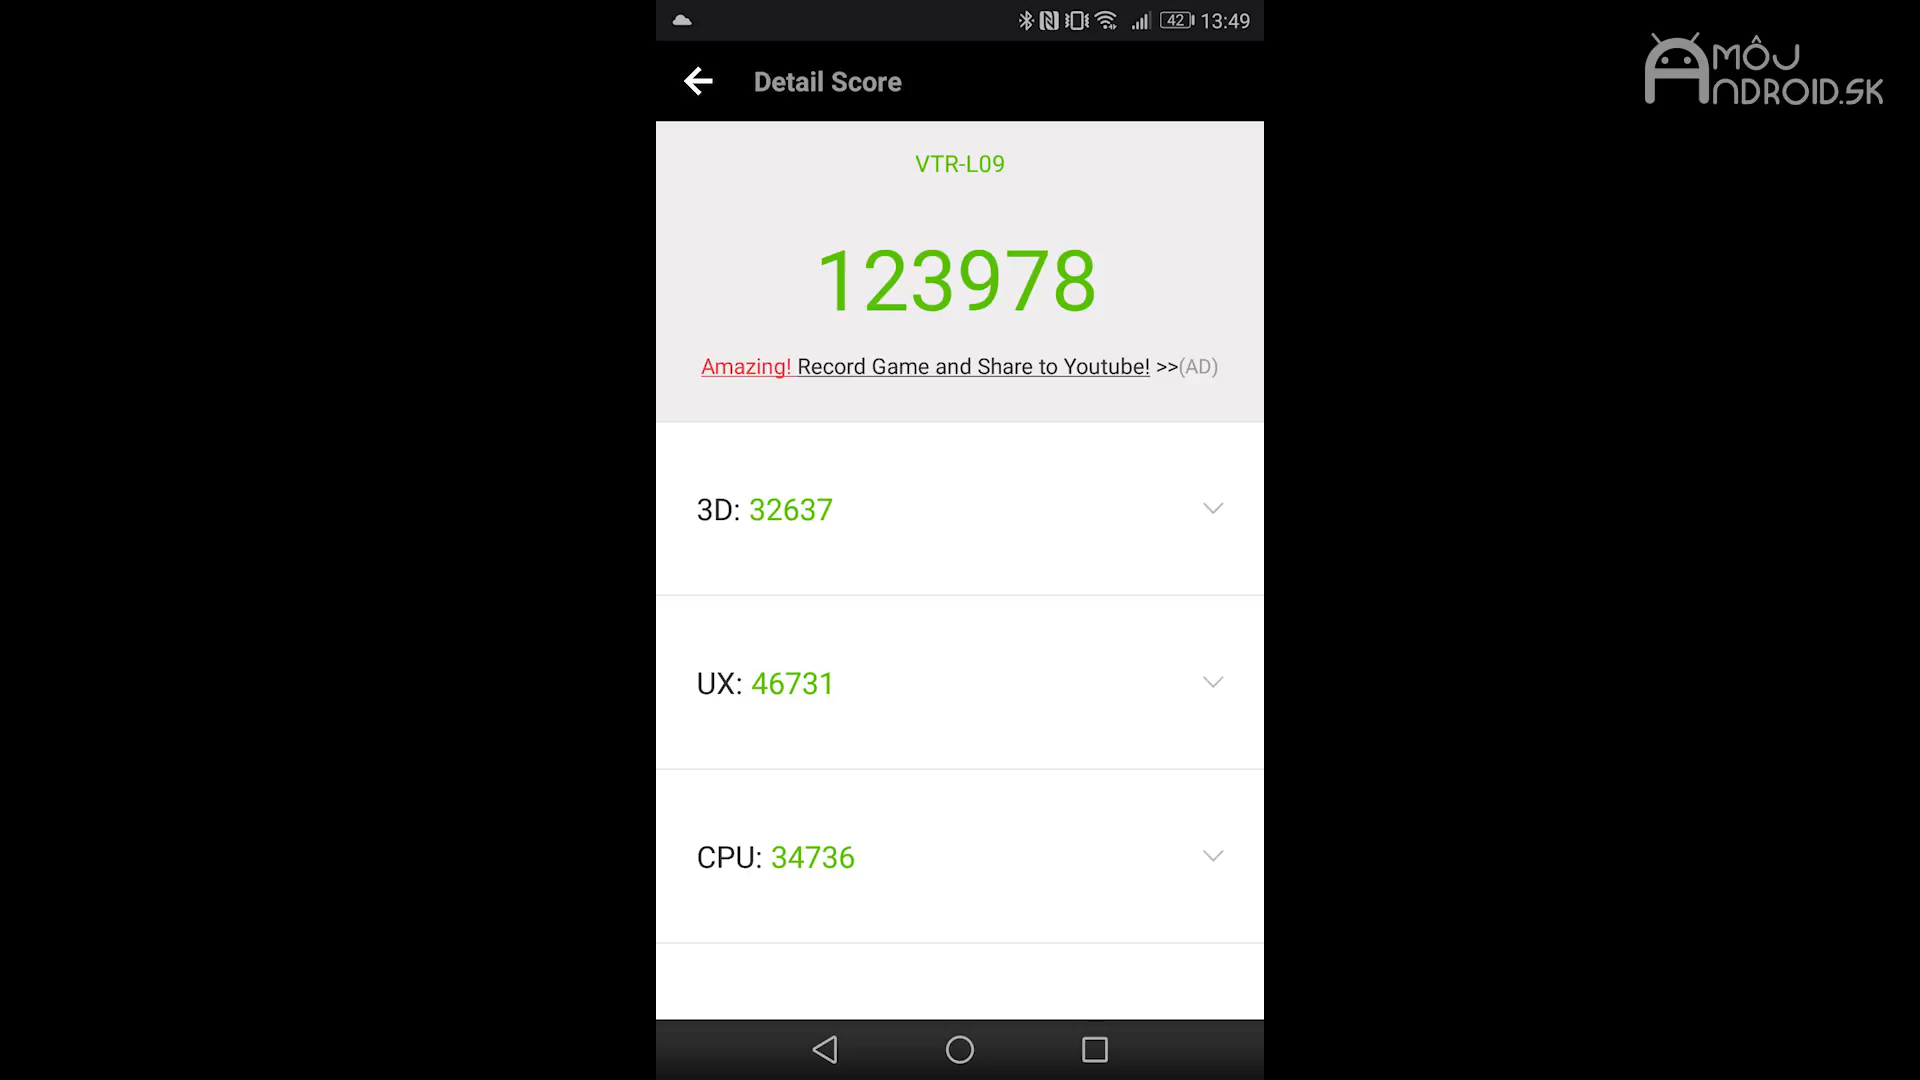 42 13:49
Detail Score
MÔJ
ANDROID.SK
VTR-L09
123978
Amazing! Record Game and Share to Youtube! >>(AD)
3D: 32637
UX: 46731
CPU: 34736